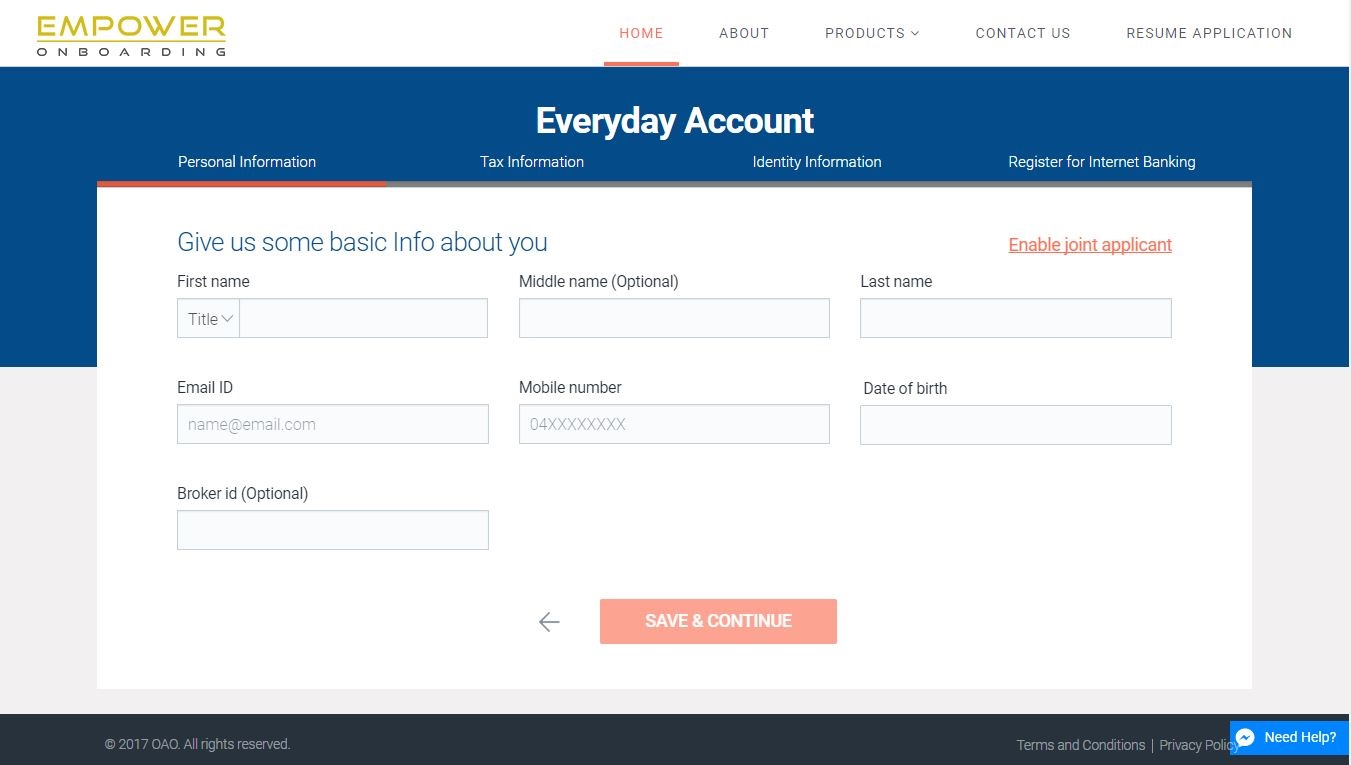 EMPOWER
ONBOARDING
HOME ABOUT PRODUCTS CONTACT US RESUME APPLICATION
Everyday Account
Personal Information Tax Information Identity Information Register for Internet Banking
Give us some basic Info about you Enable joint applicant
First name Middle name (Optional) Last name
Title
Email ID Mobile number Date of birth
name@email.com 04XXXXXXXX
Broker id (Optional)
SAVE & CONTINUE
© 2017 OAO. All rights reserved. Terms and Conditions | Privacy Policy Need Help?